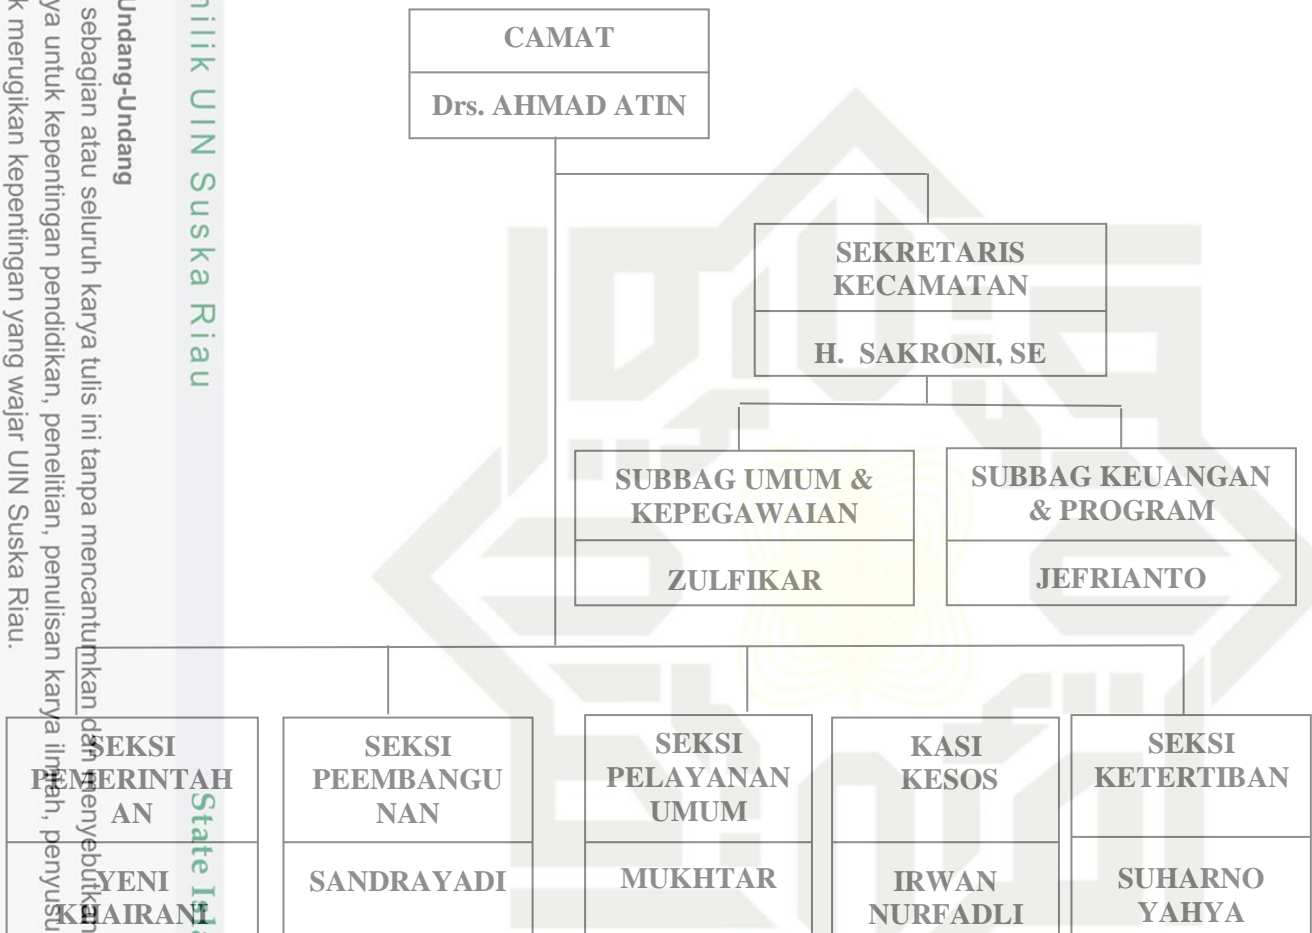 CAMAT
Drs. AHMAD ATIN
SEKRETARIS
KECAMATAN
H. SAKRONI, SE
SUBBAG UMUM &
KEPEGAWAIAN
ZULFIKAR
SUBBAG KEUANGAN
& PROGRAM
JEFRIANTO
SEKSI
PEMERINTAH
AN
YENI
KHAIRANI
SEKSI
PEEMBANGU
NAN
SANDRAYADI
SEKSI
PELAYANAN
UMUM
MUKHTAR
KASI
KESOS
IRWAN
NURFADLI
SEKSI
KETERTIBAN
SUHARNO
YAHYA
milik UIN Suska Riau
State Isla
Undang-Undang
sebagian atau seluruh karya tulis ini tanpa mencantumkan dan menyebutkan
ya untuk kepentingan pendidikan, penelitian, penulisan karya ilmiah, penyusu
k merugikan kepentingan yang wajar UIN Suska Riau.